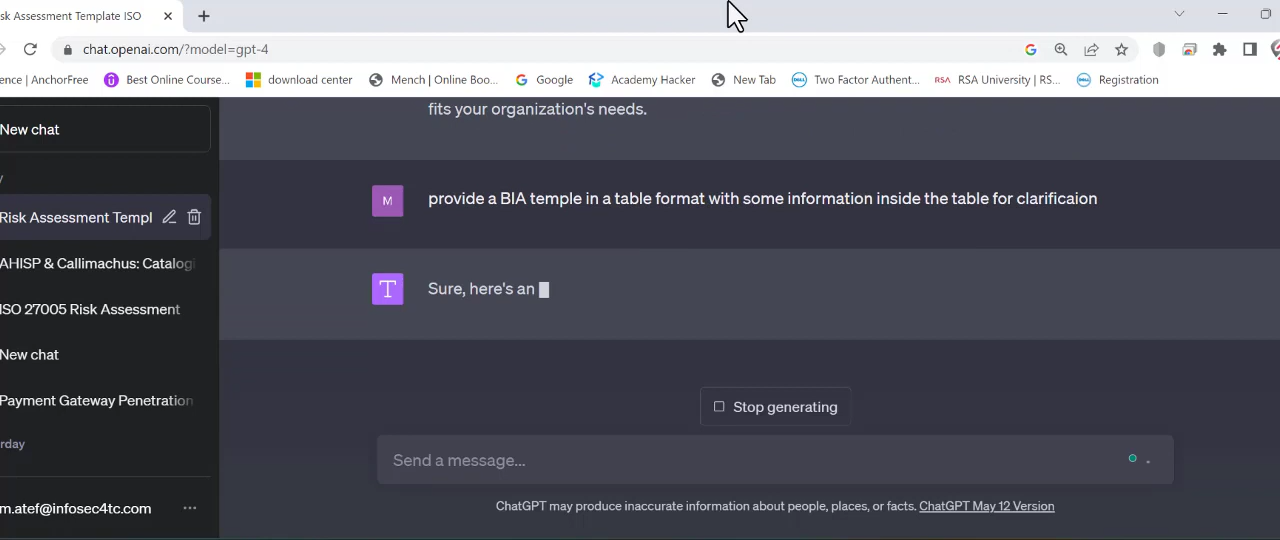 sk Assessment Template ISO
chat.openai.com/?model=gpt-4
ence | AnchorFree Best Online Course... download center Mench | Online Boo... Google Academy Hacker New Tab Two Factor Authent... RSA RSA University | RS... Registration
New chat
fits your organization's needs.
y
M provide a BIA temple in a table format with some information inside the table for clarificaion
Risk Assessment Templ
AHISP & Callimachus: Catalog
T Sure, here's an
ISO 27005 Risk Assessment
New chat
Payment Gateway Penetration
Stop generating
rday
Send a message...
m.atef@infosec4tc.com ...
ChatGPT may produce inaccurate information about people, places, or facts. ChatGPT May 12 Version